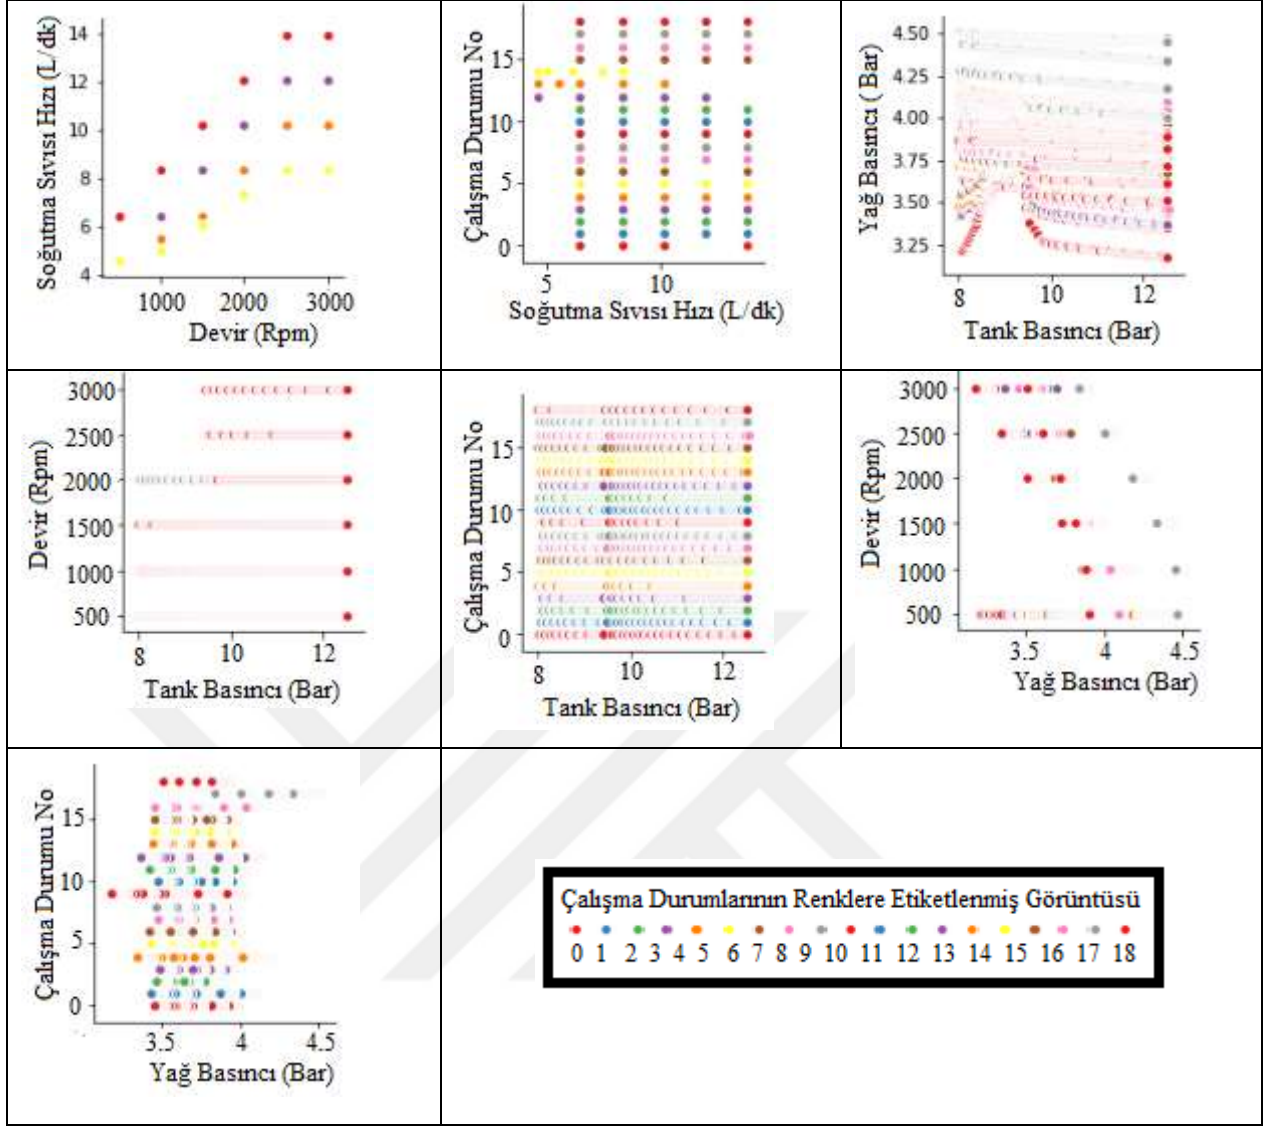 14
12
10
8
6
4
Soğutma Sıvısı Hızı (L/dk)
1000 2000 3000
Devir (Rpm)
15
10
5
0
Çalışma Durumu No
5 10
Soğutma Sıvısı Hızı (L/dk)
4.50
4.25
4.00
3.75
3.50
3.25
Yağ Basıncı ( Bar)
8 10 12
Tank Basıncı (Bar)
3000
2500
2000
1500
1000
500
Devir (Rpm)
8 10 12
Tank Basıncı (Bar)
15
10
5
0
Çalışma Durumu No
8 10 12
Tank Basıncı (Bar)
3000
2500
2000
1500
1000
500
Devir (Rpm)
3.5 4 4.5
Yağ Basıncı (Bar)
15
10
5
0
Çalışma Durumu No
3.5 4 4.5
Yağ Basıncı (Bar)
Çalışma Durumlarının Renklere Etiketlenmiş Görüntüsü
0 1 2 3 4 5 6 7 8 9 10 11 12 13 14 15 16 17 18